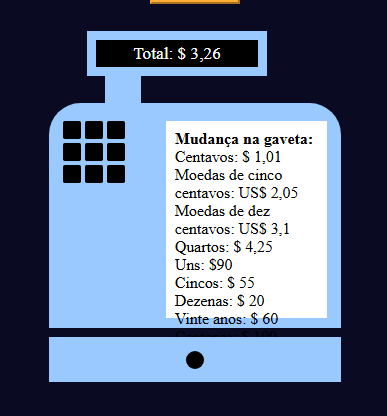 Total: $ 3,26
Mudança na gaveta:
Centavos: $ 1,01
Moedas de cinco
centavos: US$ 2,05
Moedas de dez
centavos: US$ 3,1
Quartos: $ 4,25
Uns: $90
Cincos: $ 55
Dezenas: $ 20
Vinte anos: $ 60